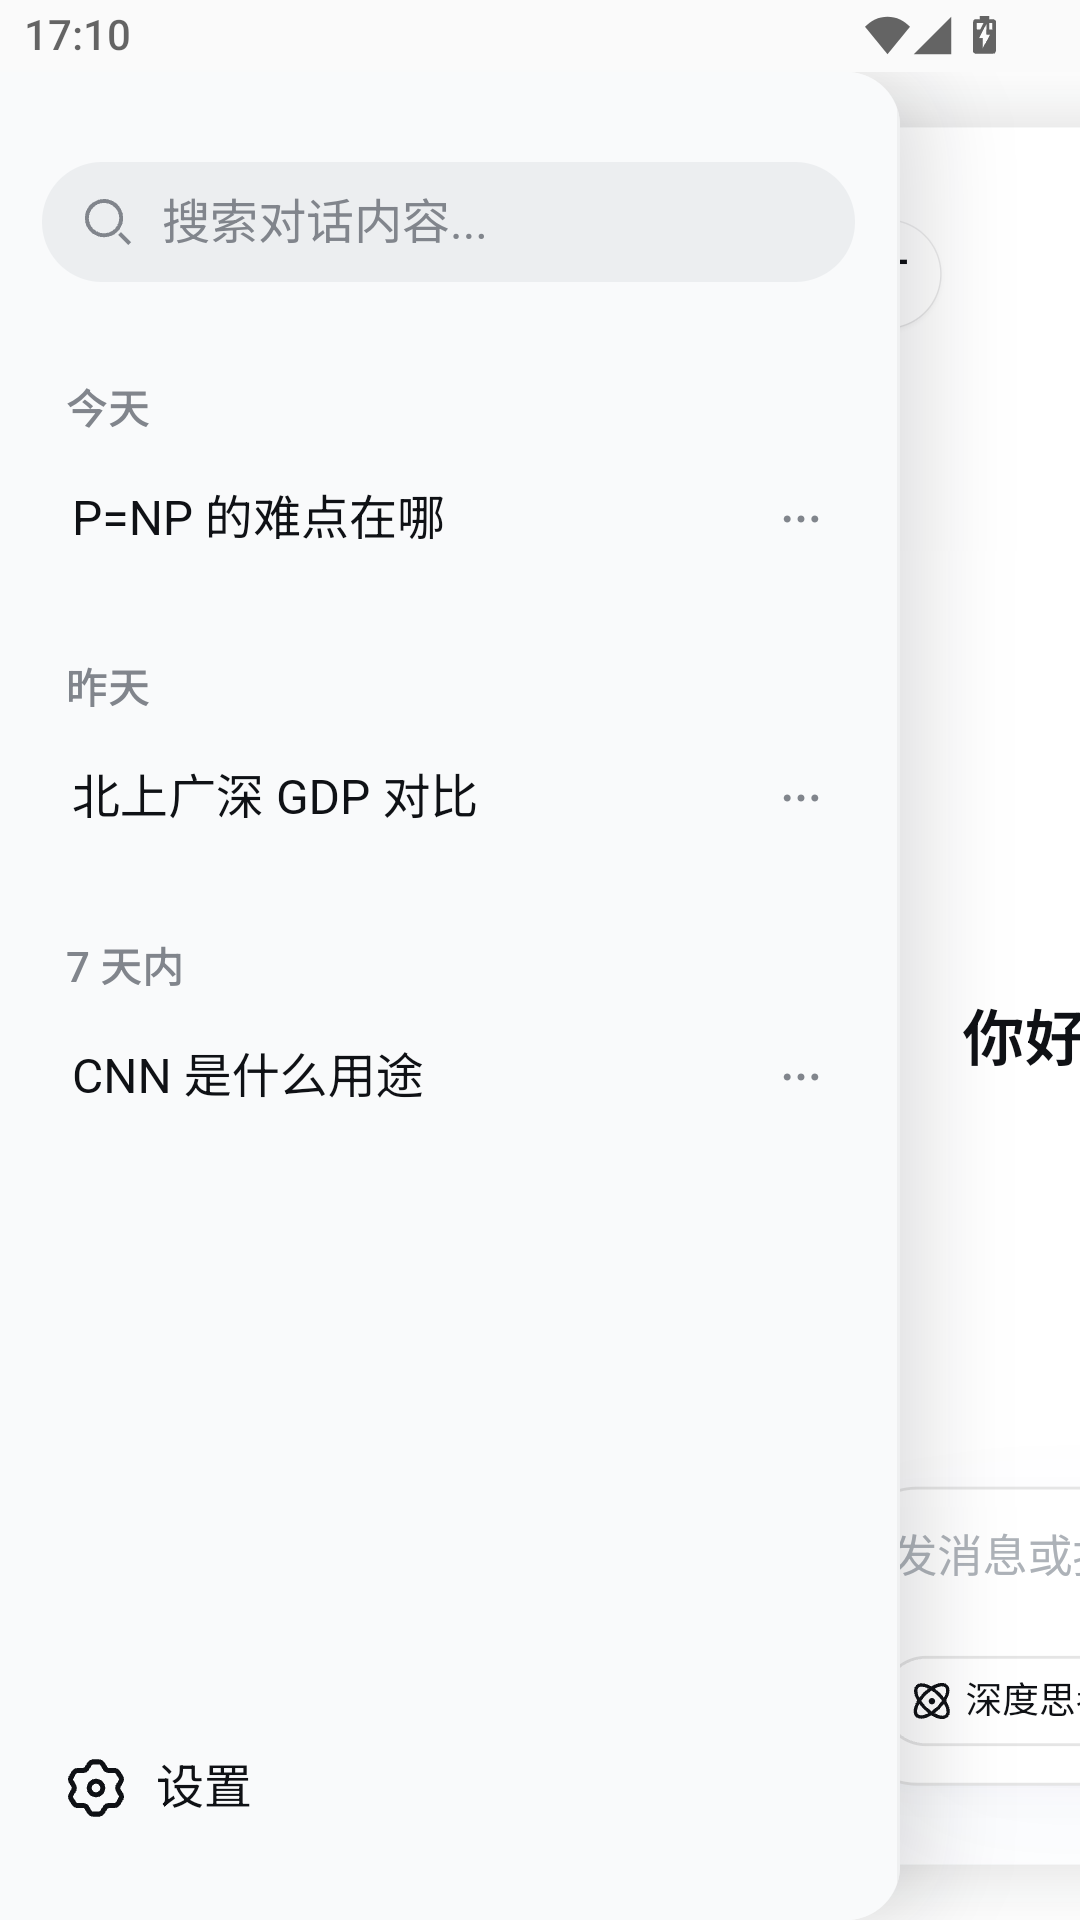 17:10
搜索对话内容...
今天
P=NP 的难点在哪
昨天
北上广深 GDP 对比
7 天内
CNN 是什么用途
你好
发消息或
深度思
设置